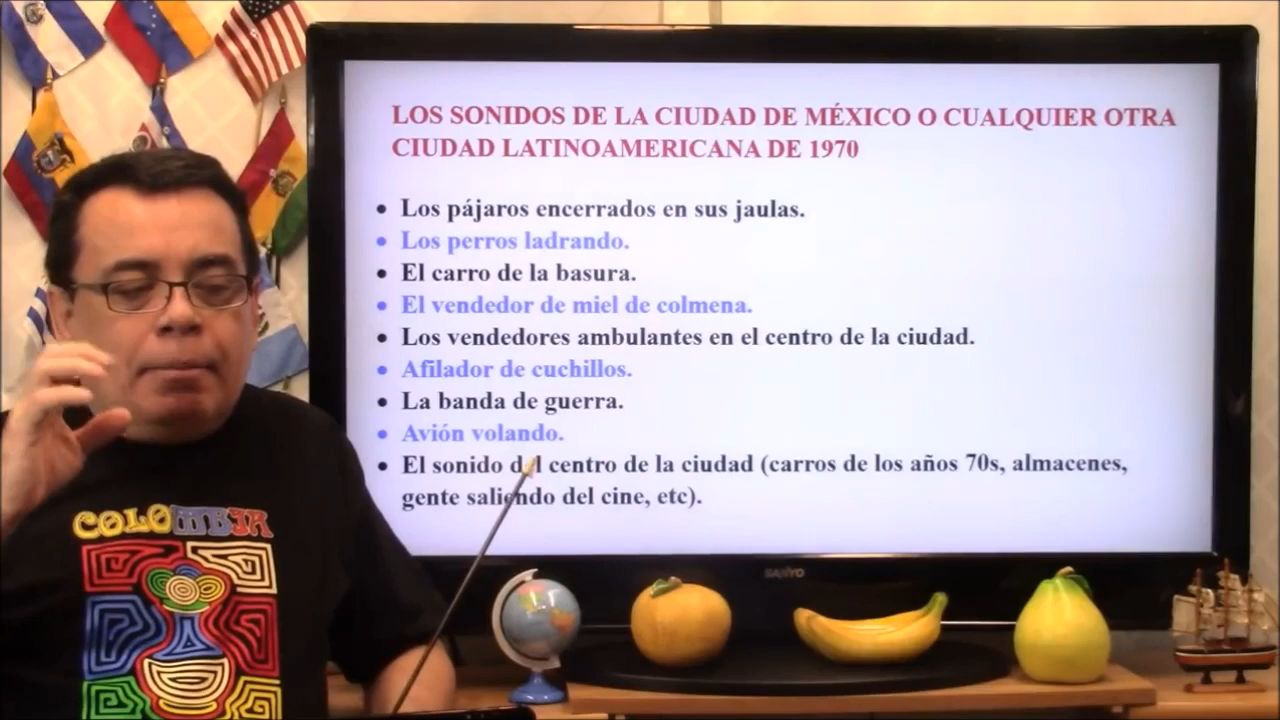 LOS SONIDOS DE LA CIUDAD DE MÉXICO O CUALQUIER OTRA
CIUDAD LATINOAMERICANA DE 1970
• Los pájaros encerrados en sus jaulas.
• Los perros ladrando.
• El carro de la basura.
• El vendedor de miel de colmena.
• Los vendedores ambulantes en el centro de la ciudad.
• Afilador de cuchillos.
• La banda de guerra.
• Avión volando.
• El sonido del centro de la ciudad (carros de los años 70s, almacenes,
gente saliendo del cine, etc).
SANYO
COLOMBIA